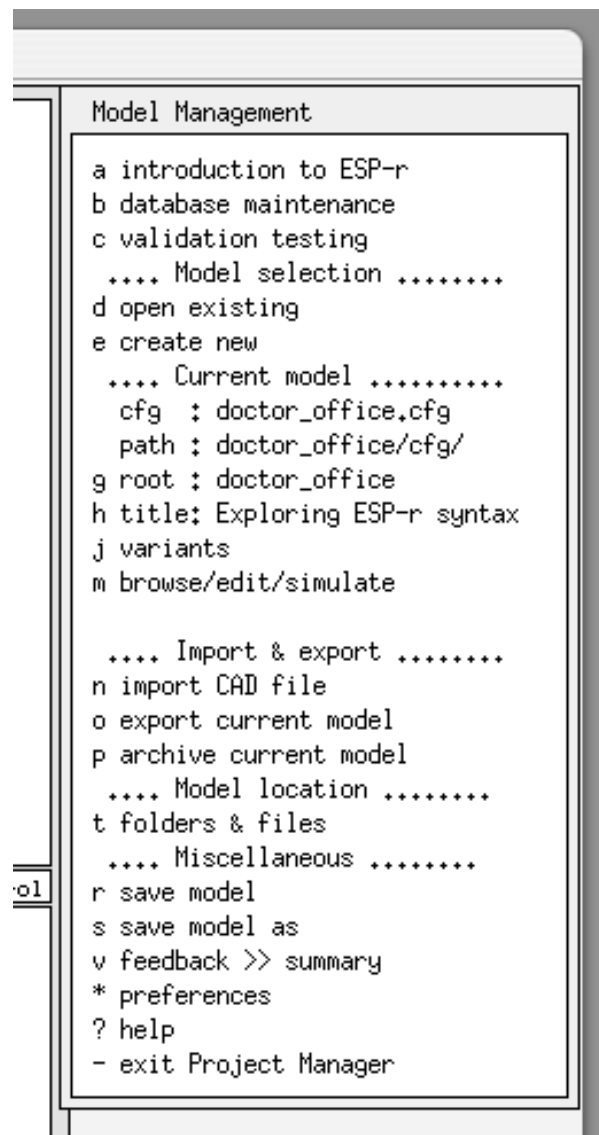 Model Management
a introduction to ESP-r
b database maintenance
c validation testing
.... Model selection ........
d open existing
e create new
.... Current model ..........
cfg : doctor_office.cfg
path : doctor_office/cfg/
g root : doctor_office
h title: Exploring ESP-r syntax
j variants
m browse/edit/simulate
.... Import & export ........
n import CAD file
o export current model
p archive current model
.... Model location ........
t folders & files
.... Miscellaneous ........
rol
r save model
s save model as
v feedback >> summary
* preferences
? help
- exit Project Manager